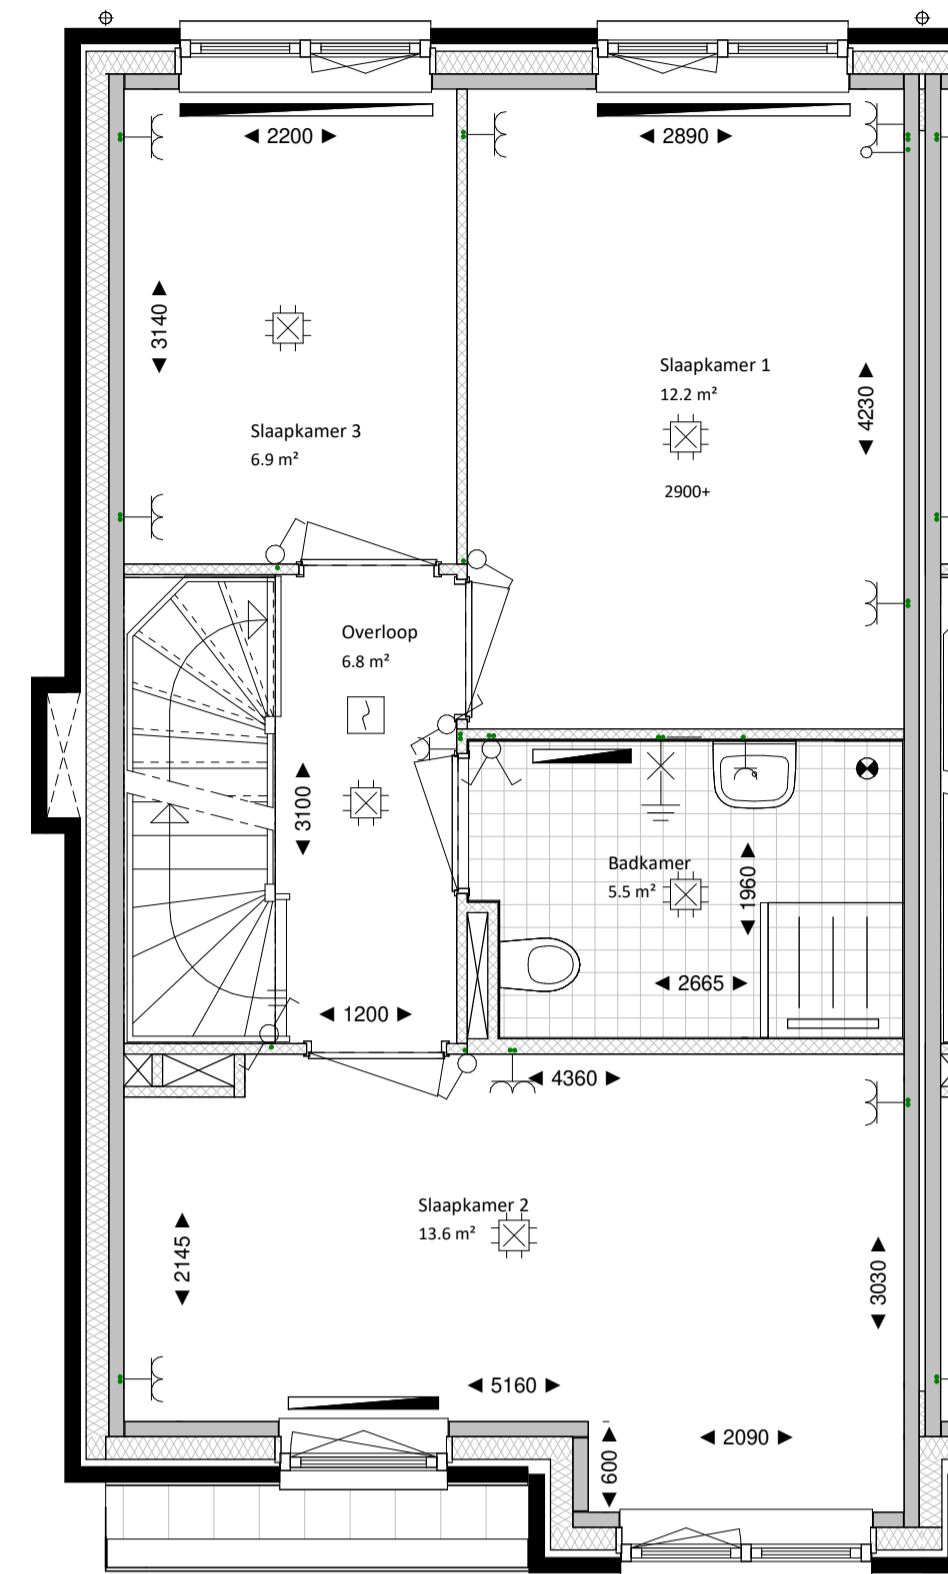 2200
2890
3140
Slaapkamer 1
12.2 m²
4230
Slaapkamer 3
6.9 m²
2900+
Overloop
6.8 m²
3100
Badkamer
5.5 m²
1960
2665
1200
4360
Slaapkamer 2
13.6 m²
2145
3030
5160
2090
600